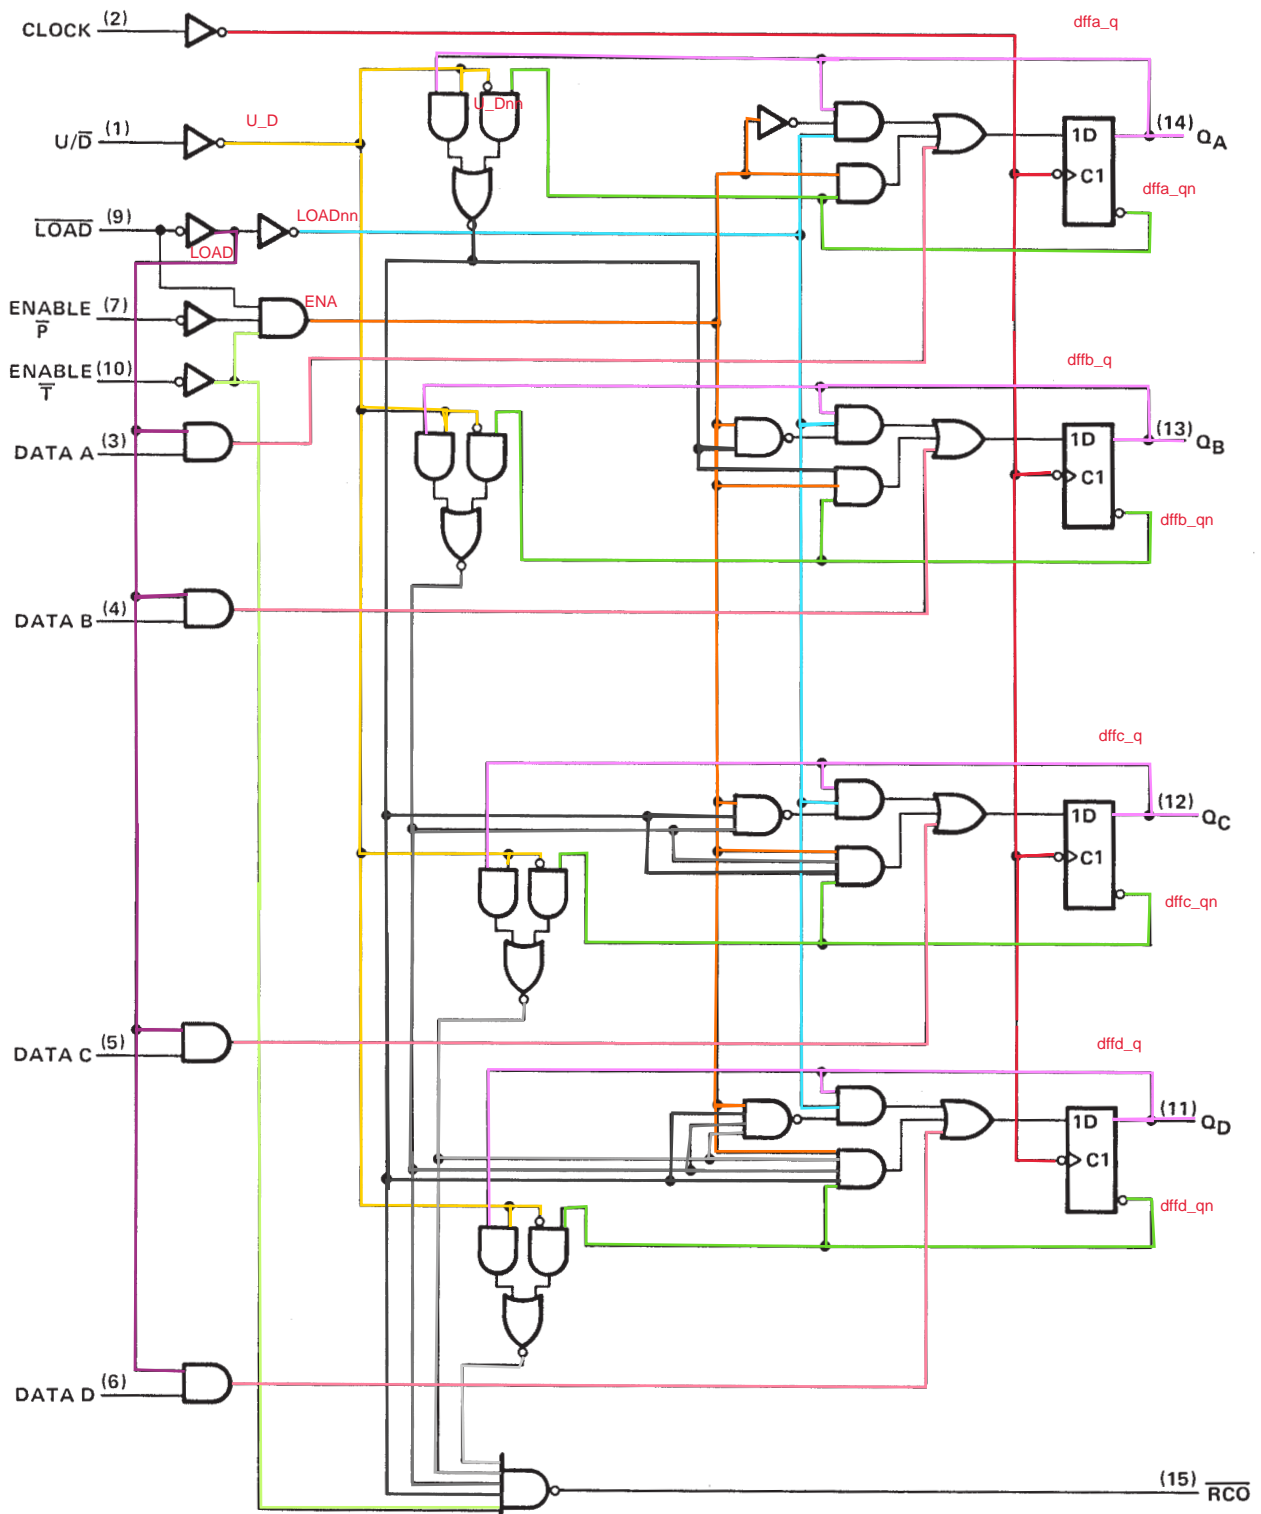 CLOCK (2)
dffa_q
U_Dnn
U/D̅ (1)
U_D
1D
C1
(14) QA
dffa_qn
L̅O̅A̅D̅ (9)
LOAD
LOADnn
ENABLE P̅ (7)
ENA
ENABLE T̅ (10)
dffb_q
DATA A (3)
1D
C1
(13) QB
dffb_qn
DATA B (4)
dffc_q
1D
C1
(12) QC
dffc_qn
DATA C (5)
dffd_q
1D
C1
(11) QD
dffd_qn
DATA D (6)
(15) R̅C̅O̅